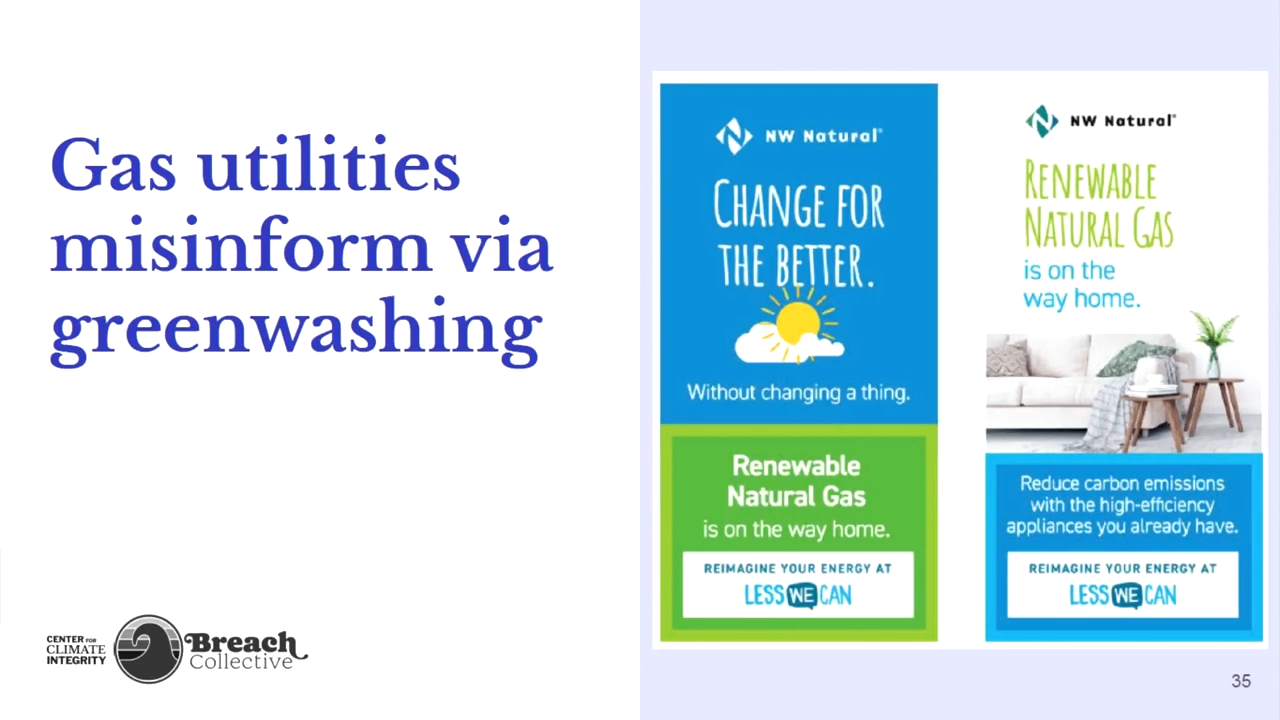 Gas utilities
misinform via
greenwashing
CENTER FOR
CLIMATE
INTEGRITY
Breach
Collective
NW Natural®
CHANGE FOR
THE BETTER.
Without changing a thing.
Renewable
Natural Gas
is on the way home.
REIMAGINE YOUR ENERGY AT
LESS WE CAN
NW Natural®
RENEWABLE
NATURAL GAS
is on the
way home.
Reduce carbon emissions
with the high-efficiency
appliances you already have.
REIMAGINE YOUR ENERGY AT
LESS WE CAN
35